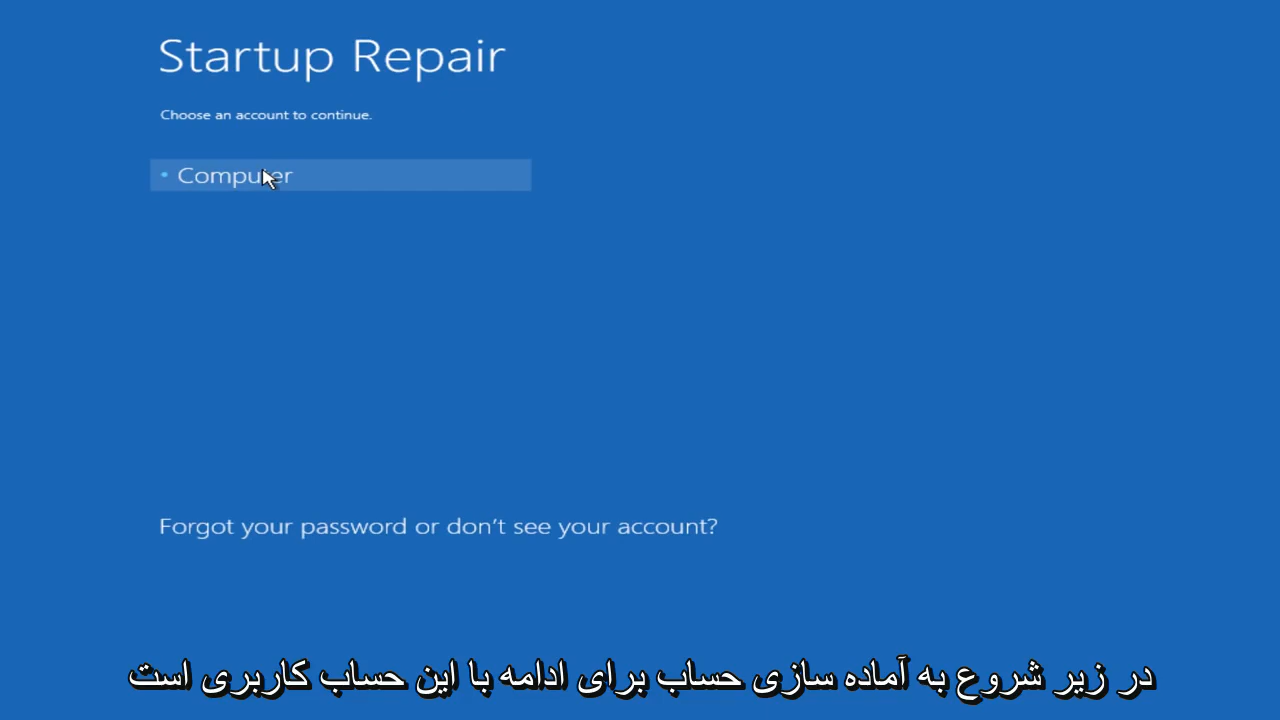 Startup Repair
Choose an account to continue.
Computer
Forgot your password or don't see your account?
در زیر شروع به آماده سازی حساب برای ادامه با این حساب کاربری است